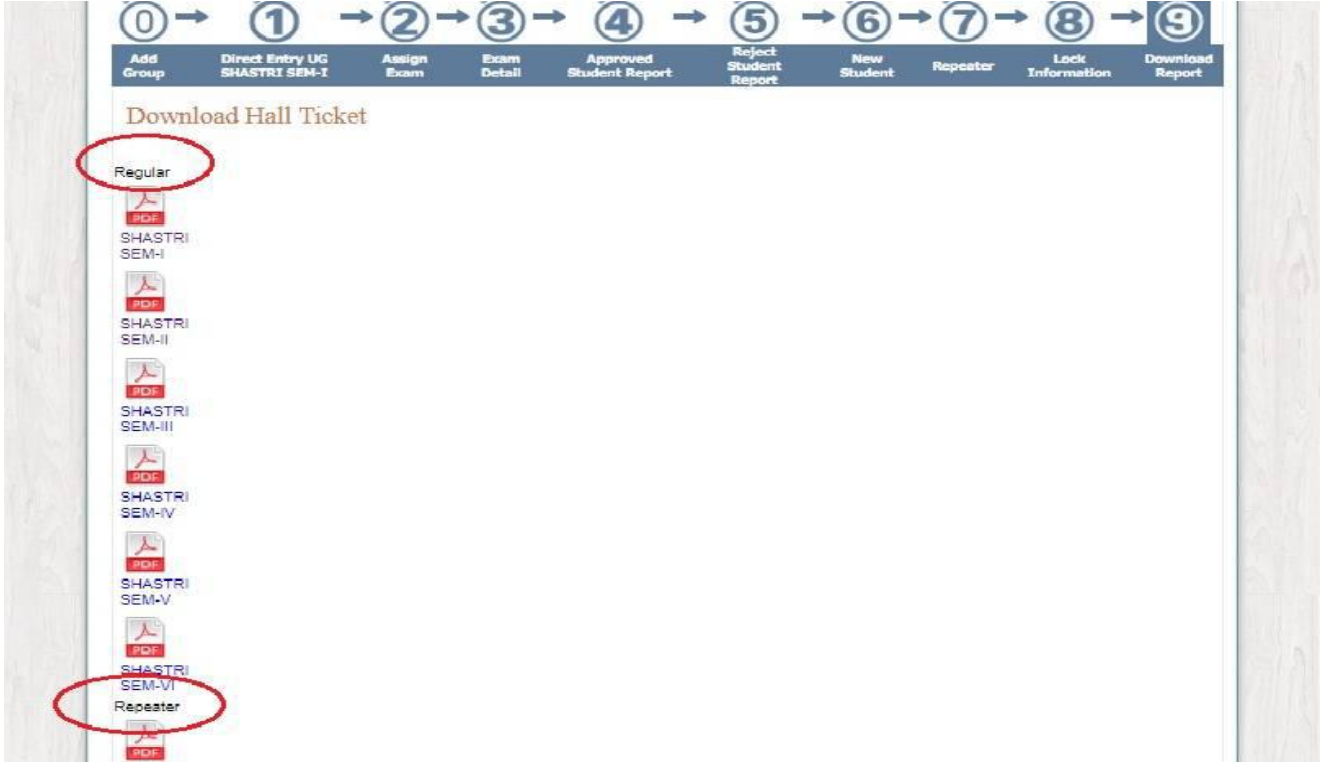 0 1 2 3 4 5 6 7 8 9
Add Group
Direct Entry UG SHASTRI SEM-I
Assign Exam
Exam Detail
Approved Student Report
Reject Student Report
New Student
Repeater
Lock Information
Download Report
Download Hall Ticket
Regular
PDF
SHASTRI
SEM-I
PDF
SHASTRI
SEM-II
PDF
SHASTRI
SEM-III
PDF
SHASTRI
SEM-IV
PDF
SHASTRI
SEM-V
PDF
SHASTRI
SEM-VI
Repeater
PDF